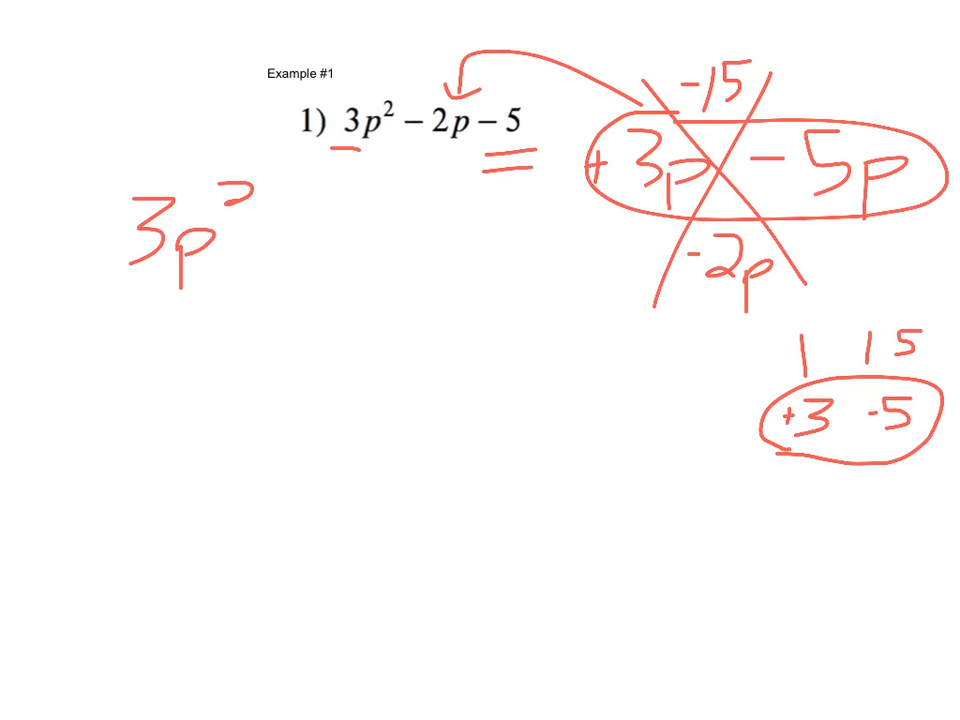 Example #1
-15
1) 3p² − 2p − 5
+ 3p - 5p
3p²
-2p
1 15
+3 -5